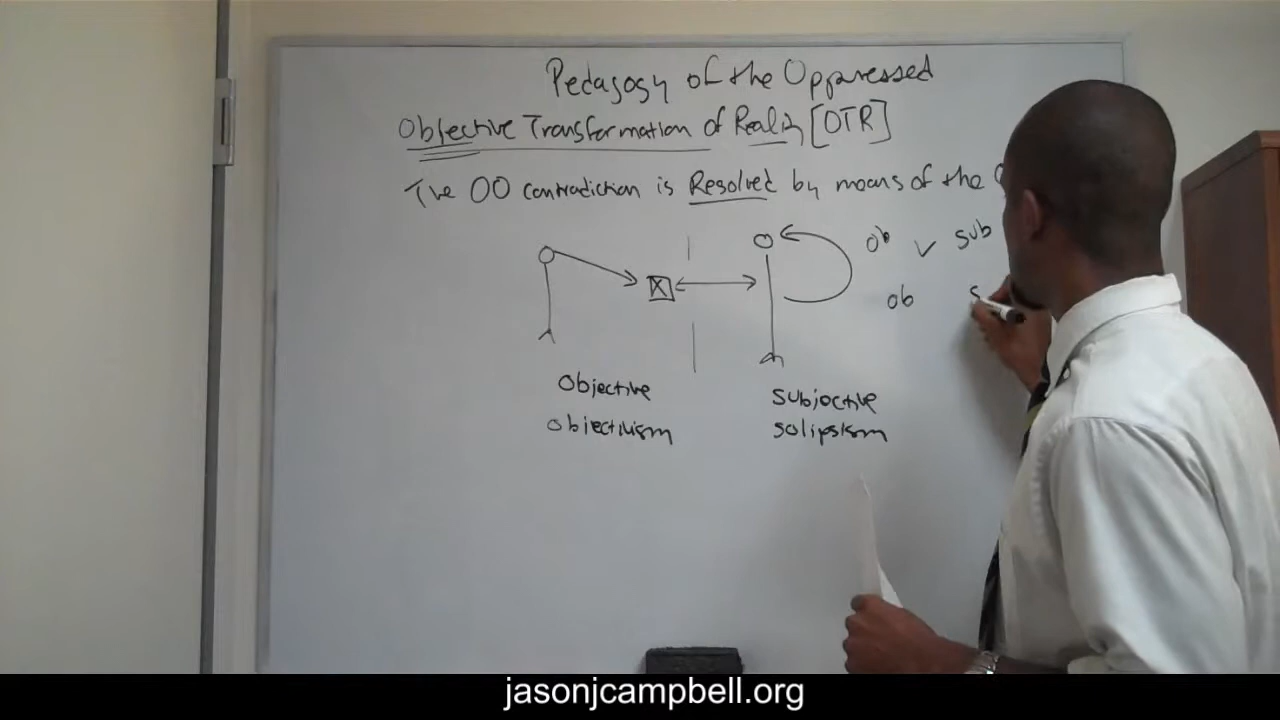 Pedagogy of the Oppressed
Objective Transformation of Reality [OTR]
The OO contradiction is Resolved by means of the
ob v sub
ob s
X
Objective
objectivism
Subjective
solipsism
jasonjcampbell.org